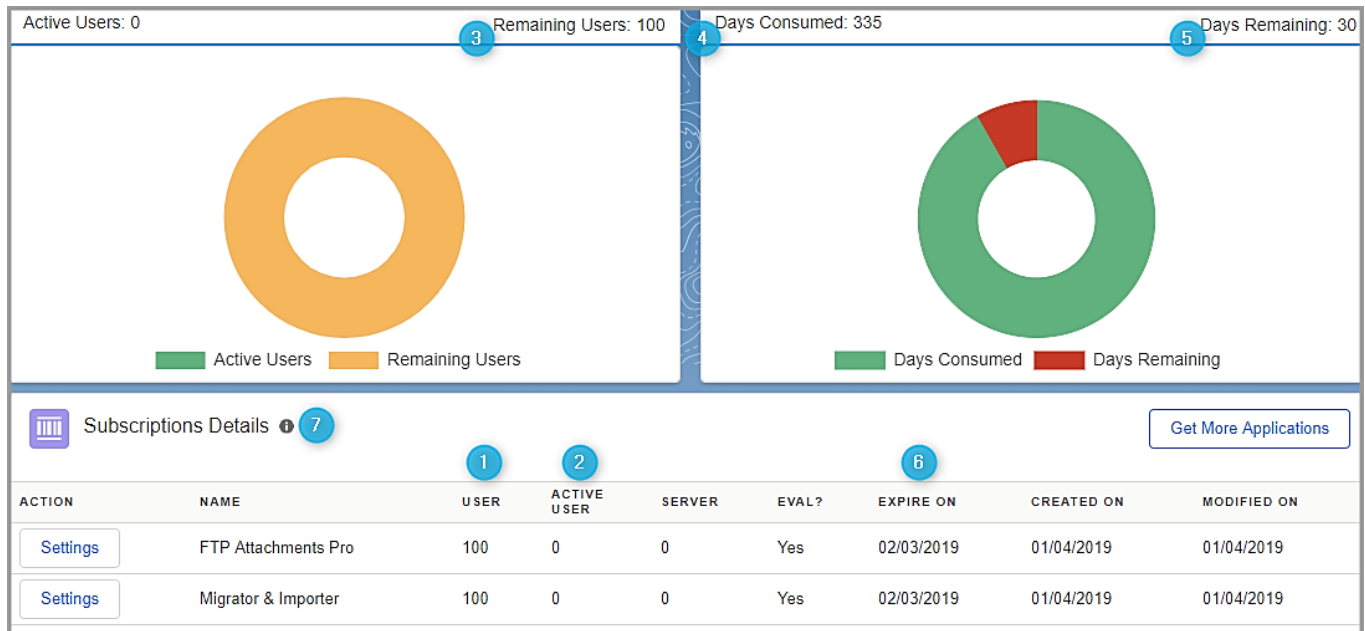 Active Users: 0 Remaining Users: 100 Days Consumed: 335 Days Remaining: 30
3 4 5
Active Users Remaining Users Days Consumed Days Remaining
Subscriptions Details 7 Get More Applications
1 2 6
ACTION NAME USER ACTIVE USER SERVER EVAL? EXPIRE ON CREATED ON MODIFIED ON
Settings FTP Attachments Pro 100 0 0 Yes 02/03/2019 01/04/2019 01/04/2019
Settings Migrator & Importer 100 0 0 Yes 02/03/2019 01/04/2019 01/04/2019